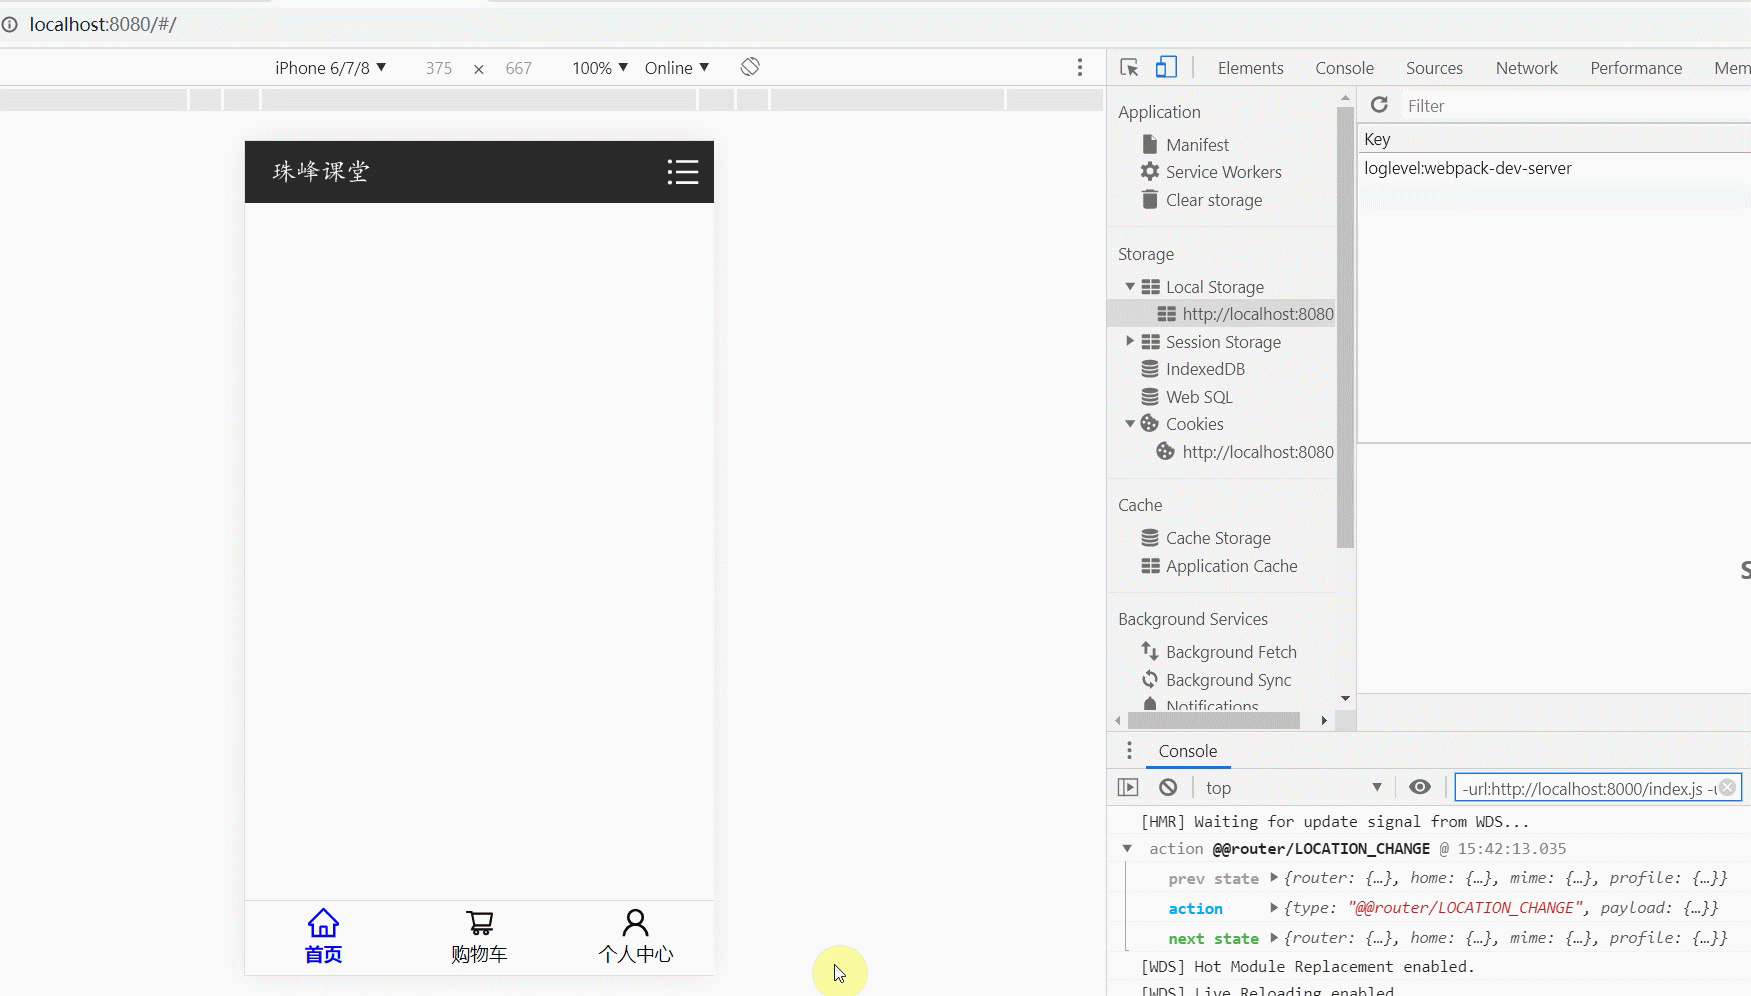 localhost:8080/#/
iPhone 6/7/8 ▼ 375 × 667 100% ▼ Online ▼
Elements Console Sources Network Performance Mem
珠峰课堂
首页 购物车 个人中心
Application
Manifest
Service Workers
Clear storage
Storage
Local Storage
http://localhost:8080
Session Storage
IndexedDB
Web SQL
Cookies
http://localhost:8080
Cache
Cache Storage
Application Cache
Background Services
Background Fetch
Background Sync
Notifications
Filter
Key
loglevel:webpack-dev-server
S
Console
top ▼ -url:http://localhost:8000/index.js -u
[HMR] Waiting for update signal from WDS...
action @@router/LOCATION_CHANGE @ 15:42:13.035
prev state {router: {…}, home: {…}, mime: {…}, profile: {…}}
action {type: "@@router/LOCATION_CHANGE", payload: {…}}
next state {router: {…}, home: {…}, mime: {…}, profile: {…}}
[WDS] Hot Module Replacement enabled.
[WDS] Live Reloading enabled